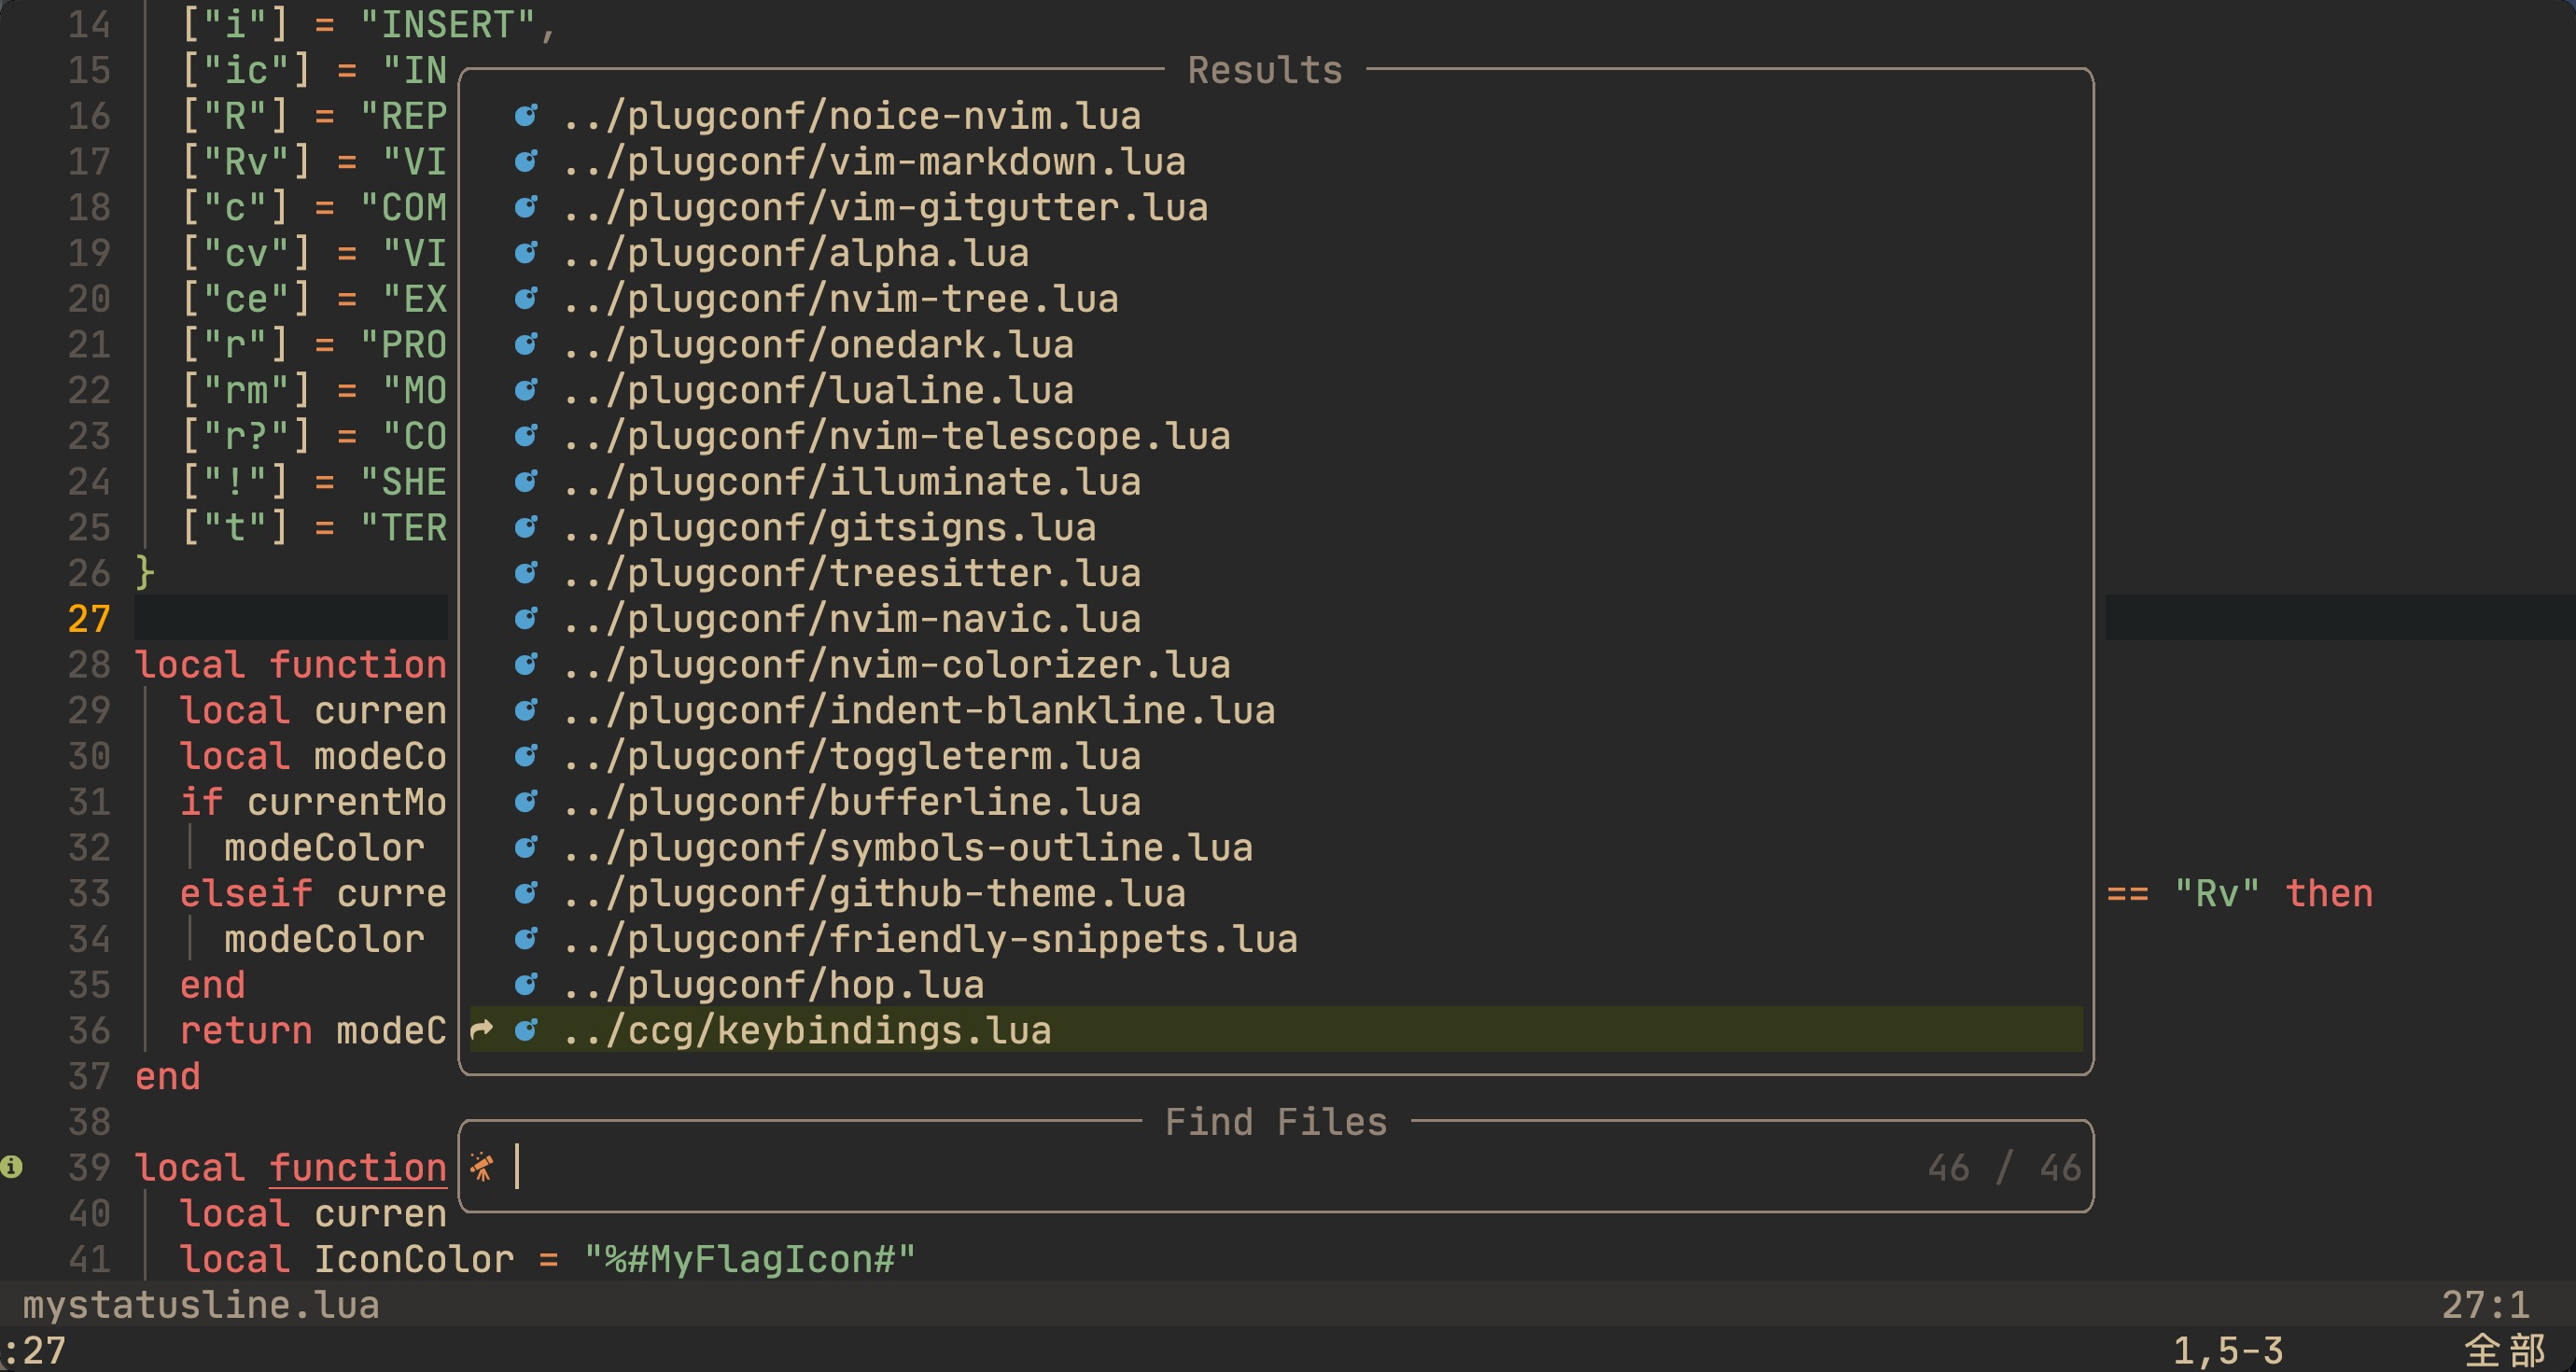 14 ["i"] = "INSERT",
15 ["ic"] = "IN
Results
16 ["R"] = "REP ../plugconf/noice-nvim.lua
17 ["Rv"] = "VI ../plugconf/vim-markdown.lua
18 ["c"] = "COM ../plugconf/vim-gitgutter.lua
19 ["cv"] = "VI ../plugconf/alpha.lua
20 ["ce"] = "EX ../plugconf/nvim-tree.lua
21 ["r"] = "PRO ../plugconf/onedark.lua
22 ["rm"] = "MO ../plugconf/lualine.lua
23 ["r?"] = "CO ../plugconf/nvim-telescope.lua
24 ["!"] = "SHE ../plugconf/illuminate.lua
25 ["t"] = "TER ../plugconf/gitsigns.lua
26 } ../plugconf/treesitter.lua
27 ../plugconf/nvim-navic.lua
28 local function ../plugconf/nvim-colorizer.lua
29 local curren ../plugconf/indent-blankline.lua
30 local modeCo ../plugconf/toggleterm.lua
31 if currentMo ../plugconf/bufferline.lua
32 modeColor ../plugconf/symbols-outline.lua
33 elseif curre ../plugconf/github-theme.lua == "Rv" then
34 modeColor ../plugconf/friendly-snippets.lua
35 end ../plugconf/hop.lua
36 return modeC ../ccg/keybindings.lua
37 end
38 Find Files
39 local function 46 / 46
40 local curren
41 local IconColor = "%#MyFlagIcon#"
mystatusline.lua 27:1
:27 1,5-3 全部